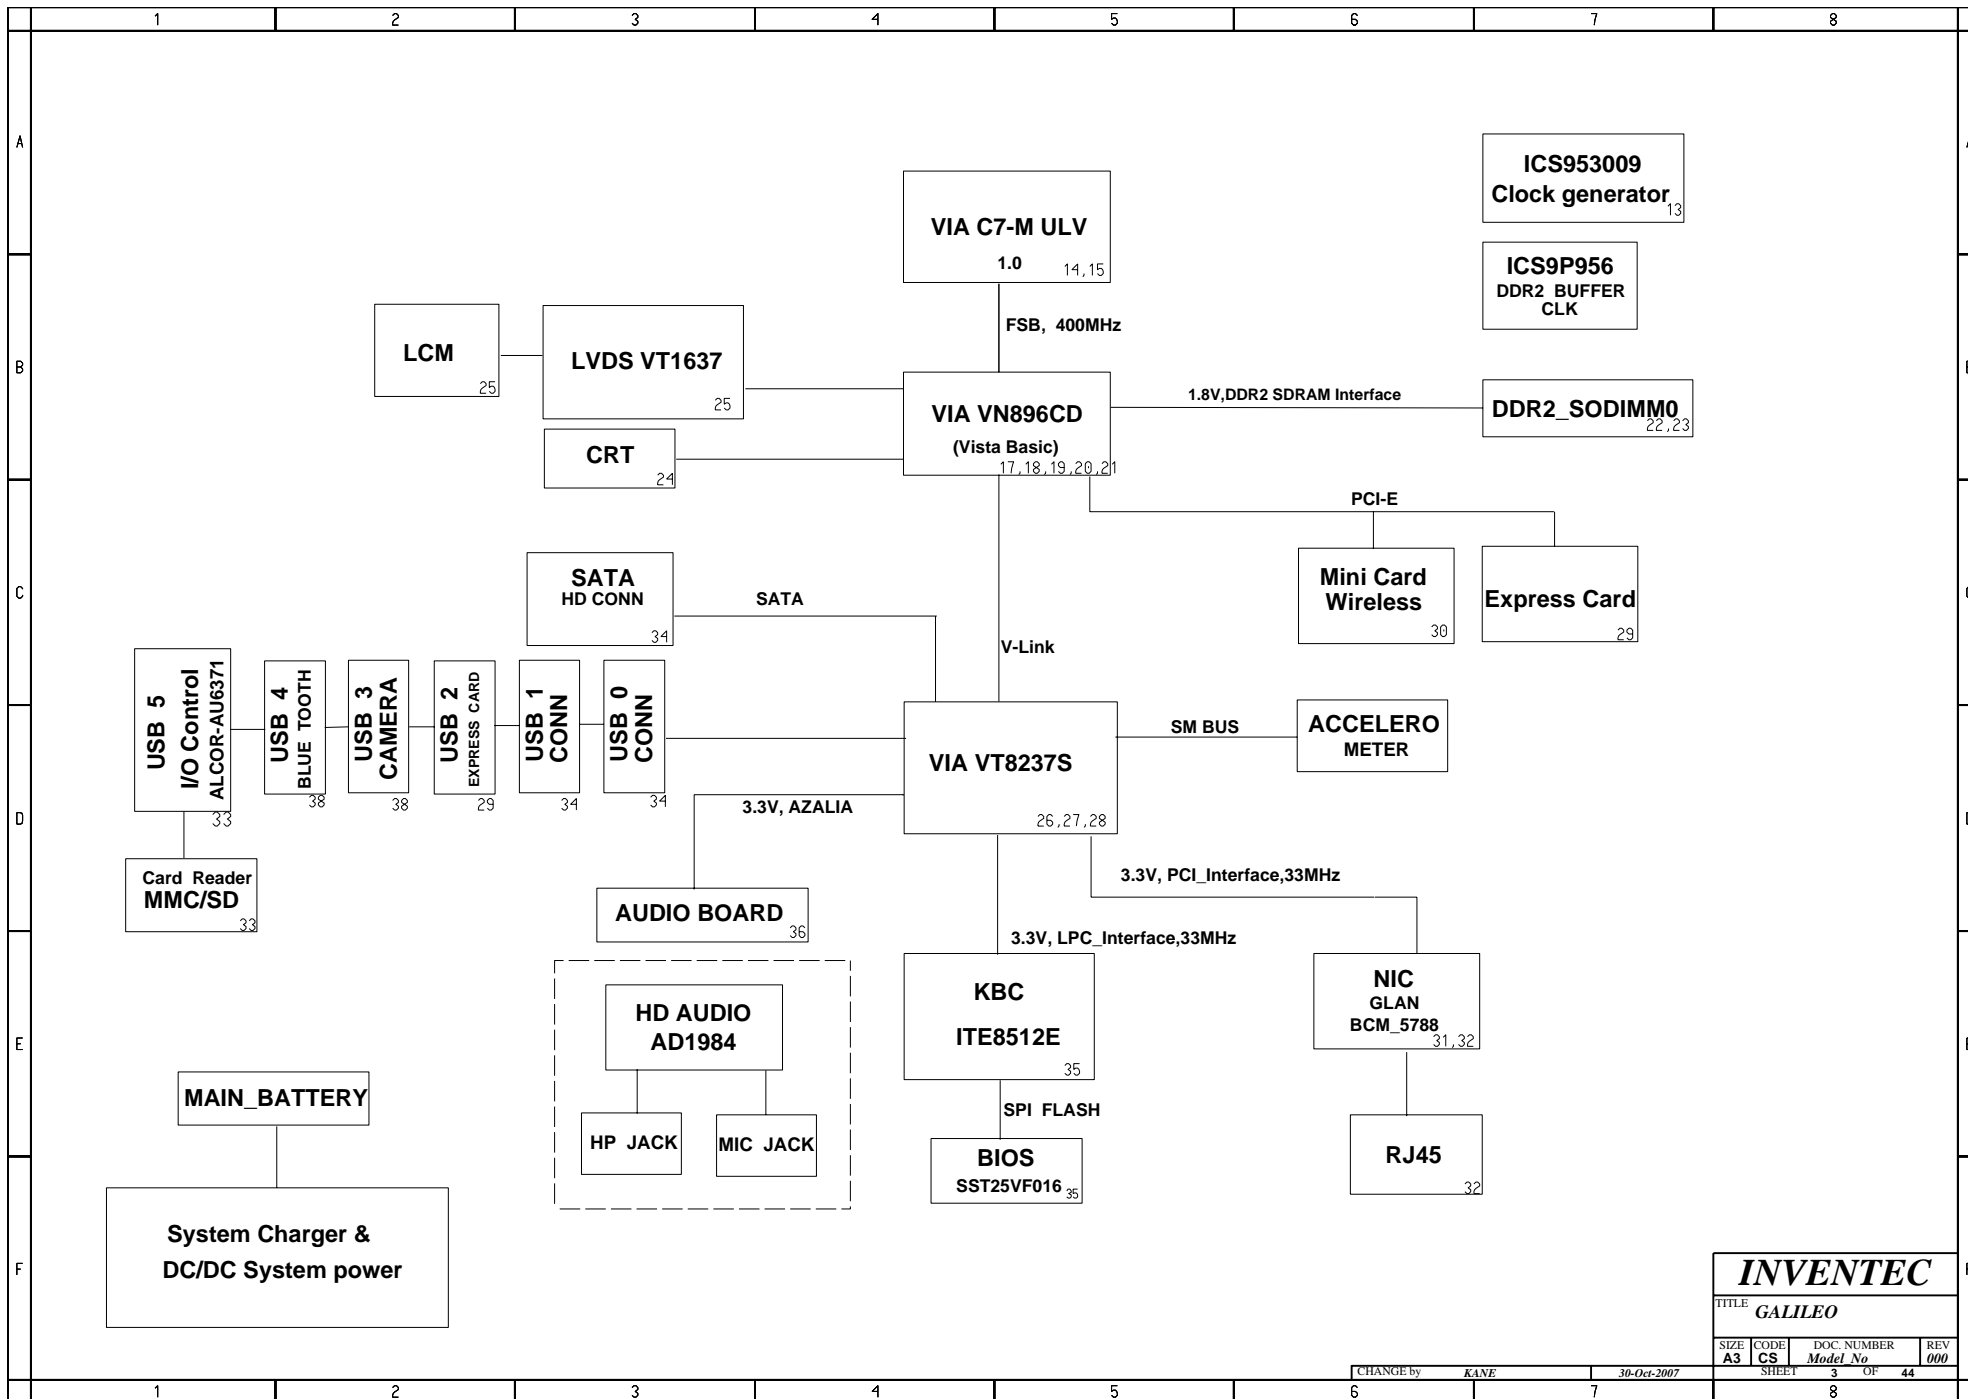 1 2 3 4 5 6 7 8
A
B
C
D
E
F
ICS953009
Clock generator
13
VIA C7-M ULV
1.0
14,15
ICS9P956
DDR2 BUFFER
CLK
FSB, 400MHz
LCM
25
LVDS VT1637
25
VIA VN896CD
(Vista Basic)
17,18,19,20,21
1.8V,DDR2 SDRAM Interface
DDR2_SODIMM0
22,23
CRT
24
PCI-E
SATA
HD CONN
34
SATA
Mini Card
Wireless
30
Express Card
29
V-Link
USB 5
I/O Control
ALCOR-AU6371
33
USB 4
BLUE TOOTH
38
USB 3
CAMERA
38
USB 2
EXPRESS CARD
29
USB 1
CONN
34
USB 0
CONN
34
VIA VT8237S
26,27,28
SM BUS
ACCELERO
METER
3.3V, AZALIA
Card Reader
MMC/SD
33
3.3V, PCI_Interface,33MHz
AUDIO BOARD
36
3.3V, LPC_Interface,33MHz
HD AUDIO
AD1984
KBC
ITE8512E
35
NIC
GLAN
BCM_5788
31,32
MAIN_BATTERY
HP JACK
MIC JACK
SPI FLASH
BIOS
SST25VF016
35
RJ45
32
System Charger &
DC/DC System power
INVENTEC
TITLE
GALILEO
SIZE CODE DOC. NUMBER REV
A3 CS Model_No 000
CHANGE by KANE 30-Oct-2007 SHEET 3 OF 44
1 2 3 4 5 6 7 8